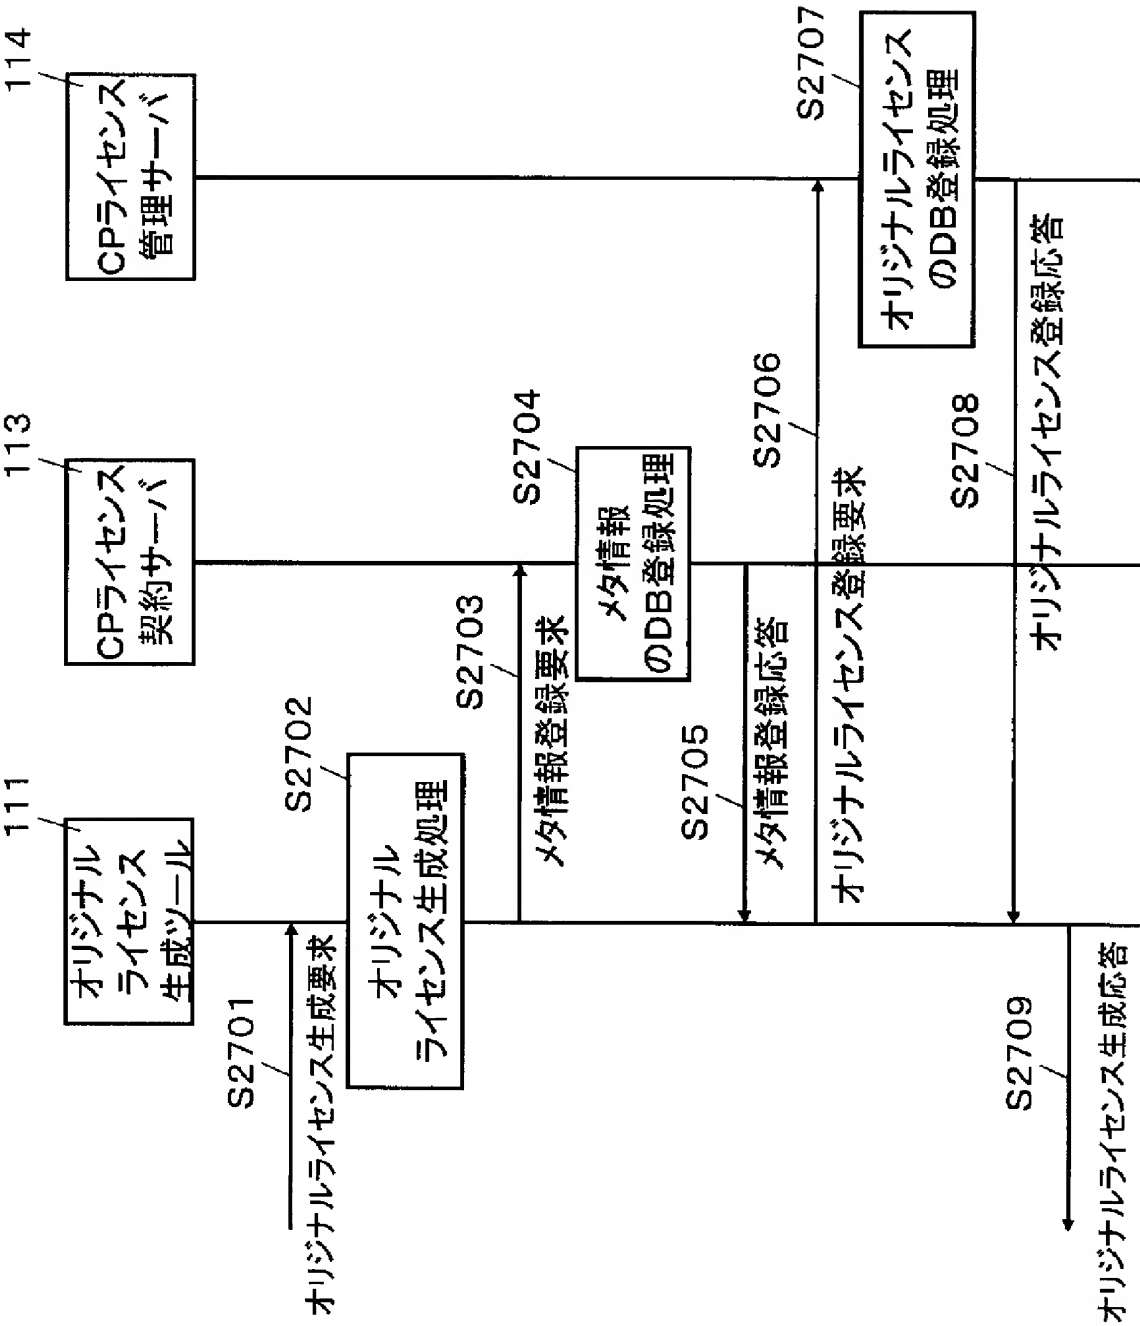 111
オリジナル
ライセンス
生成ツール
113
CPライセンス
契約サーバ
114
CPライセンス
管理サーバ
S2701
オリジナルライセンス生成要求
S2702
オリジナル
ライセンス生成処理
S2703
メタ情報登録要求
S2704
メタ情報
のDB登録処理
S2705
メタ情報登録応答
S2706
オリジナルライセンス登録要求
S2707
オリジナルライセンス
のDB登録処理
S2708
オリジナルライセンス登録応答
S2709
オリジナルライセンス生成応答